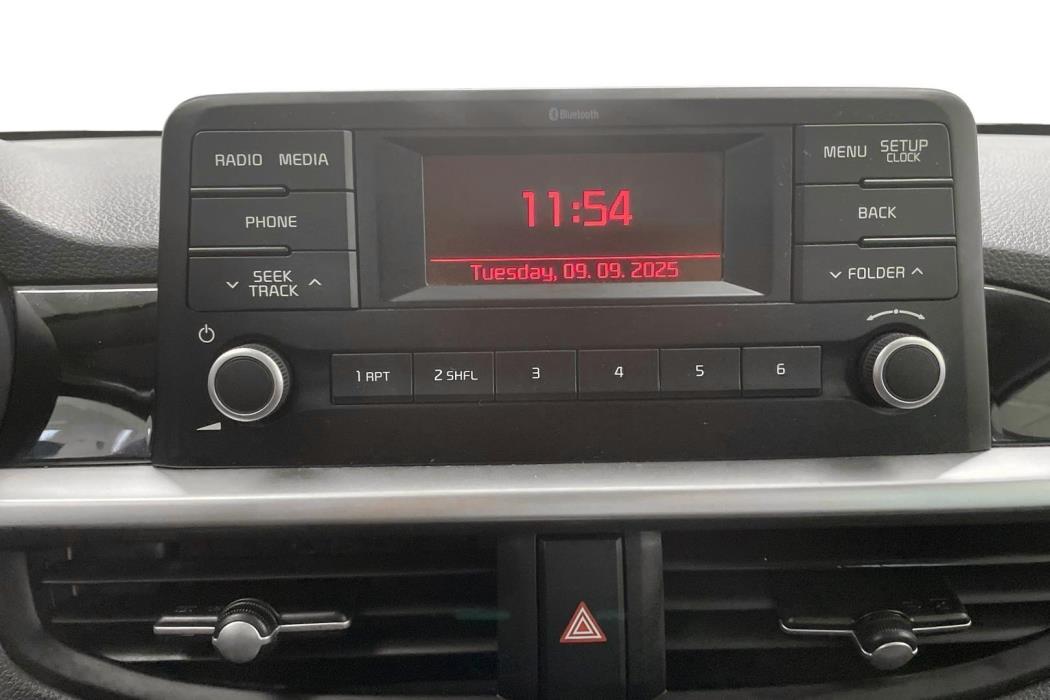 Bluetooth
RADIO MEDIA
PHONE
SEEK
TRACK
11:54
Tuesday, 09. 09. 2025
MENU SETUP
CLOCK
BACK
FOLDER
1 RPT 2 SHFL 3 4 5 6